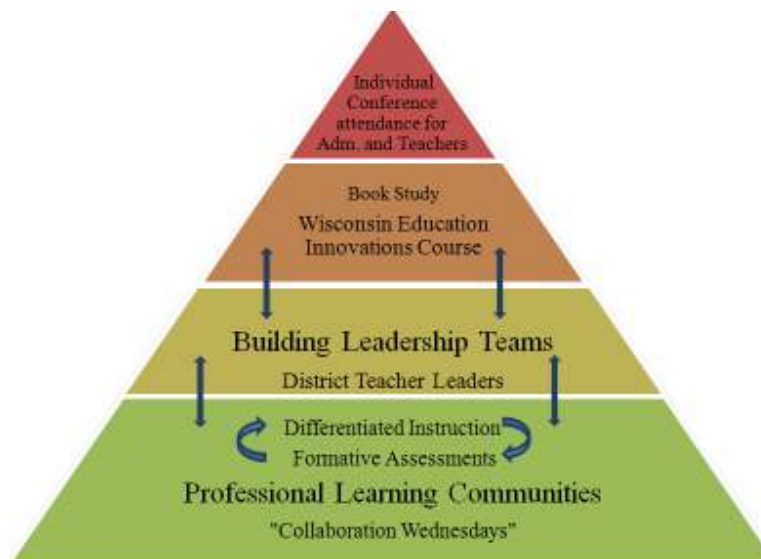 Individual
Conference
attendance for
Adm. and Teachers
Book Study
Wisconsin Education
Innovations Course
Building Leadership Teams
District Teacher Leaders
Differentiated Instruction
Formative Assessments
Professional Learning Communities
"Collaboration Wednesdays"